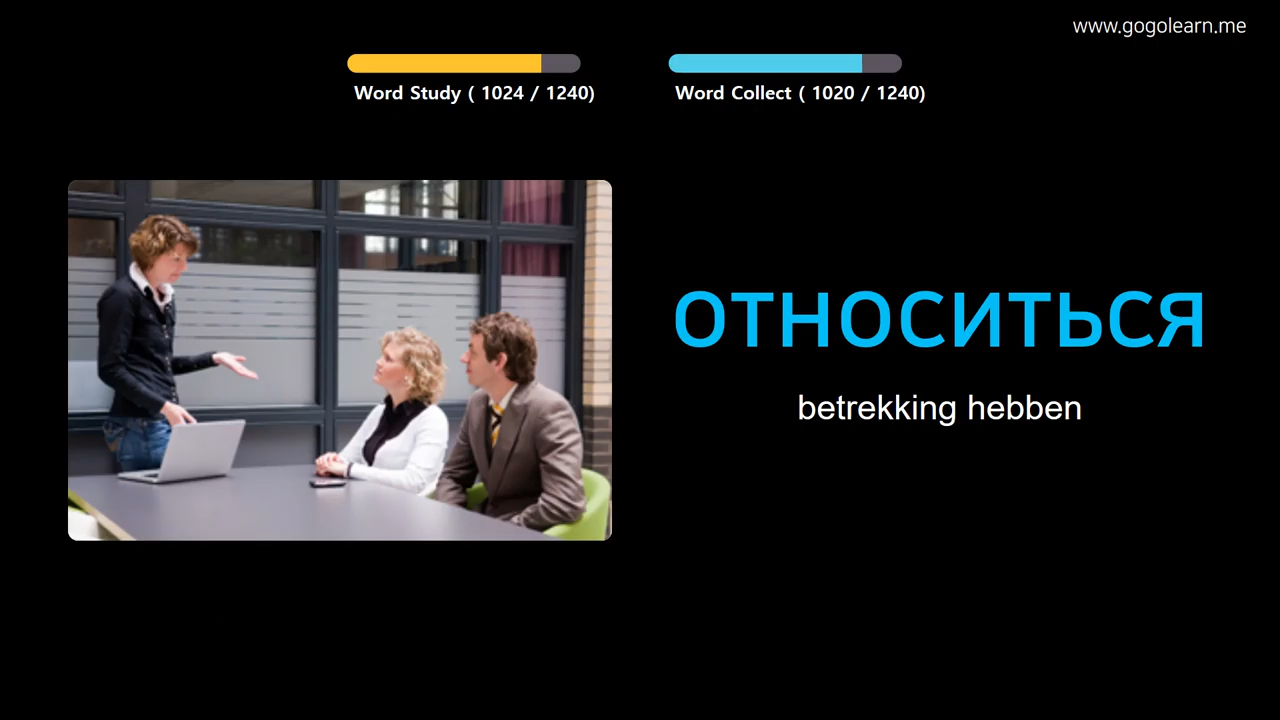 www.gogolearn.me
Word Study ( 1024 / 1240)
Word Collect ( 1020 / 1240)
относиться
betrekking hebben